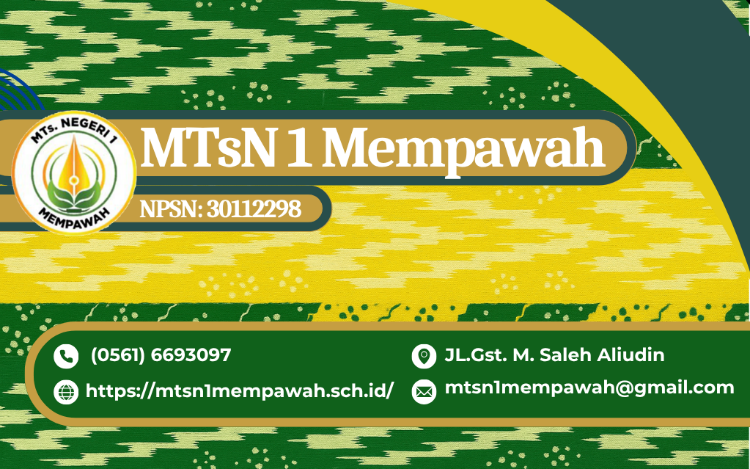 MTs. NEGERI 1
MEMPAWAH
MTsN 1 Mempawah
NPSN: 30112298
(0561) 6693097
https://mtsn1mempawah.sch.id/
JL.Gst. M. Saleh Aliudin
mtsn1mempawah@gmail.com